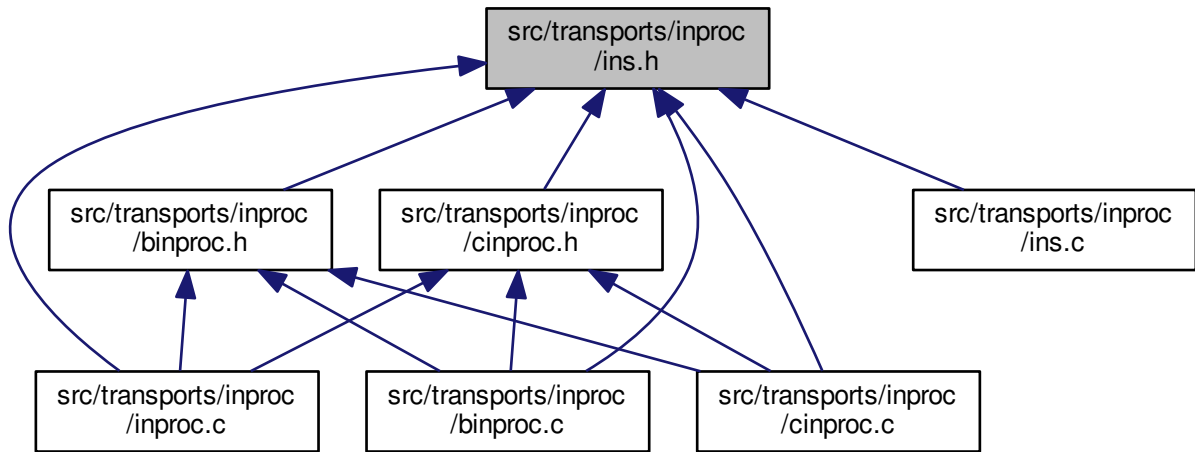 src/transports/inproc
/ins.h
src/transports/inproc
/binproc.h
src/transports/inproc
/cinproc.h
src/transports/inproc
/ins.c
src/transports/inproc
/inproc.c
src/transports/inproc
/binproc.c
src/transports/inproc
/cinproc.c